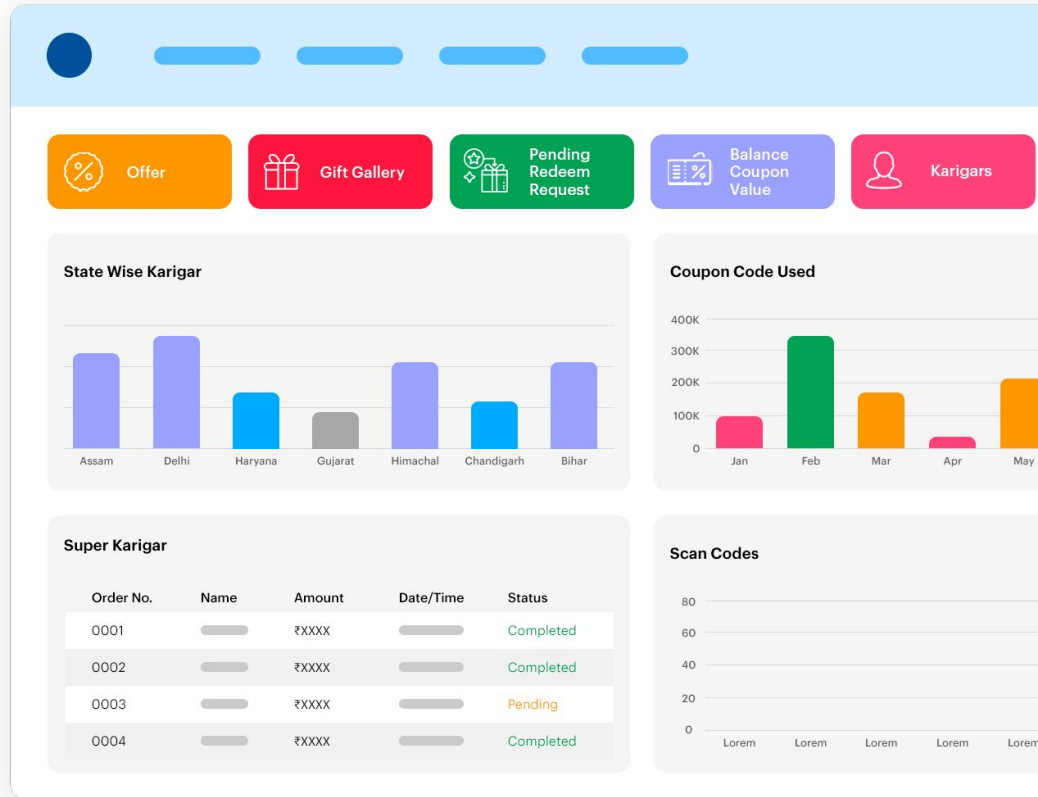 Offer
Gift Gallery
Pending
Redeem
Request
Balance
Coupon
Value
Karigars
State Wise Karigar
Assam Delhi Haryana Gujarat Himachal Chandigarh Bihar
Coupon Code Used
400K
300K
200K
100K
0
Jan Feb Mar Apr May
Super Karigar
Order No. Name Amount Date/Time Status
0001 ₹XXXX Completed
0002 ₹XXXX Completed
0003 ₹XXXX Pending
0004 ₹XXXX Completed
Scan Codes
80
60
40
20
0
Lorem Lorem Lorem Lorem Lorem